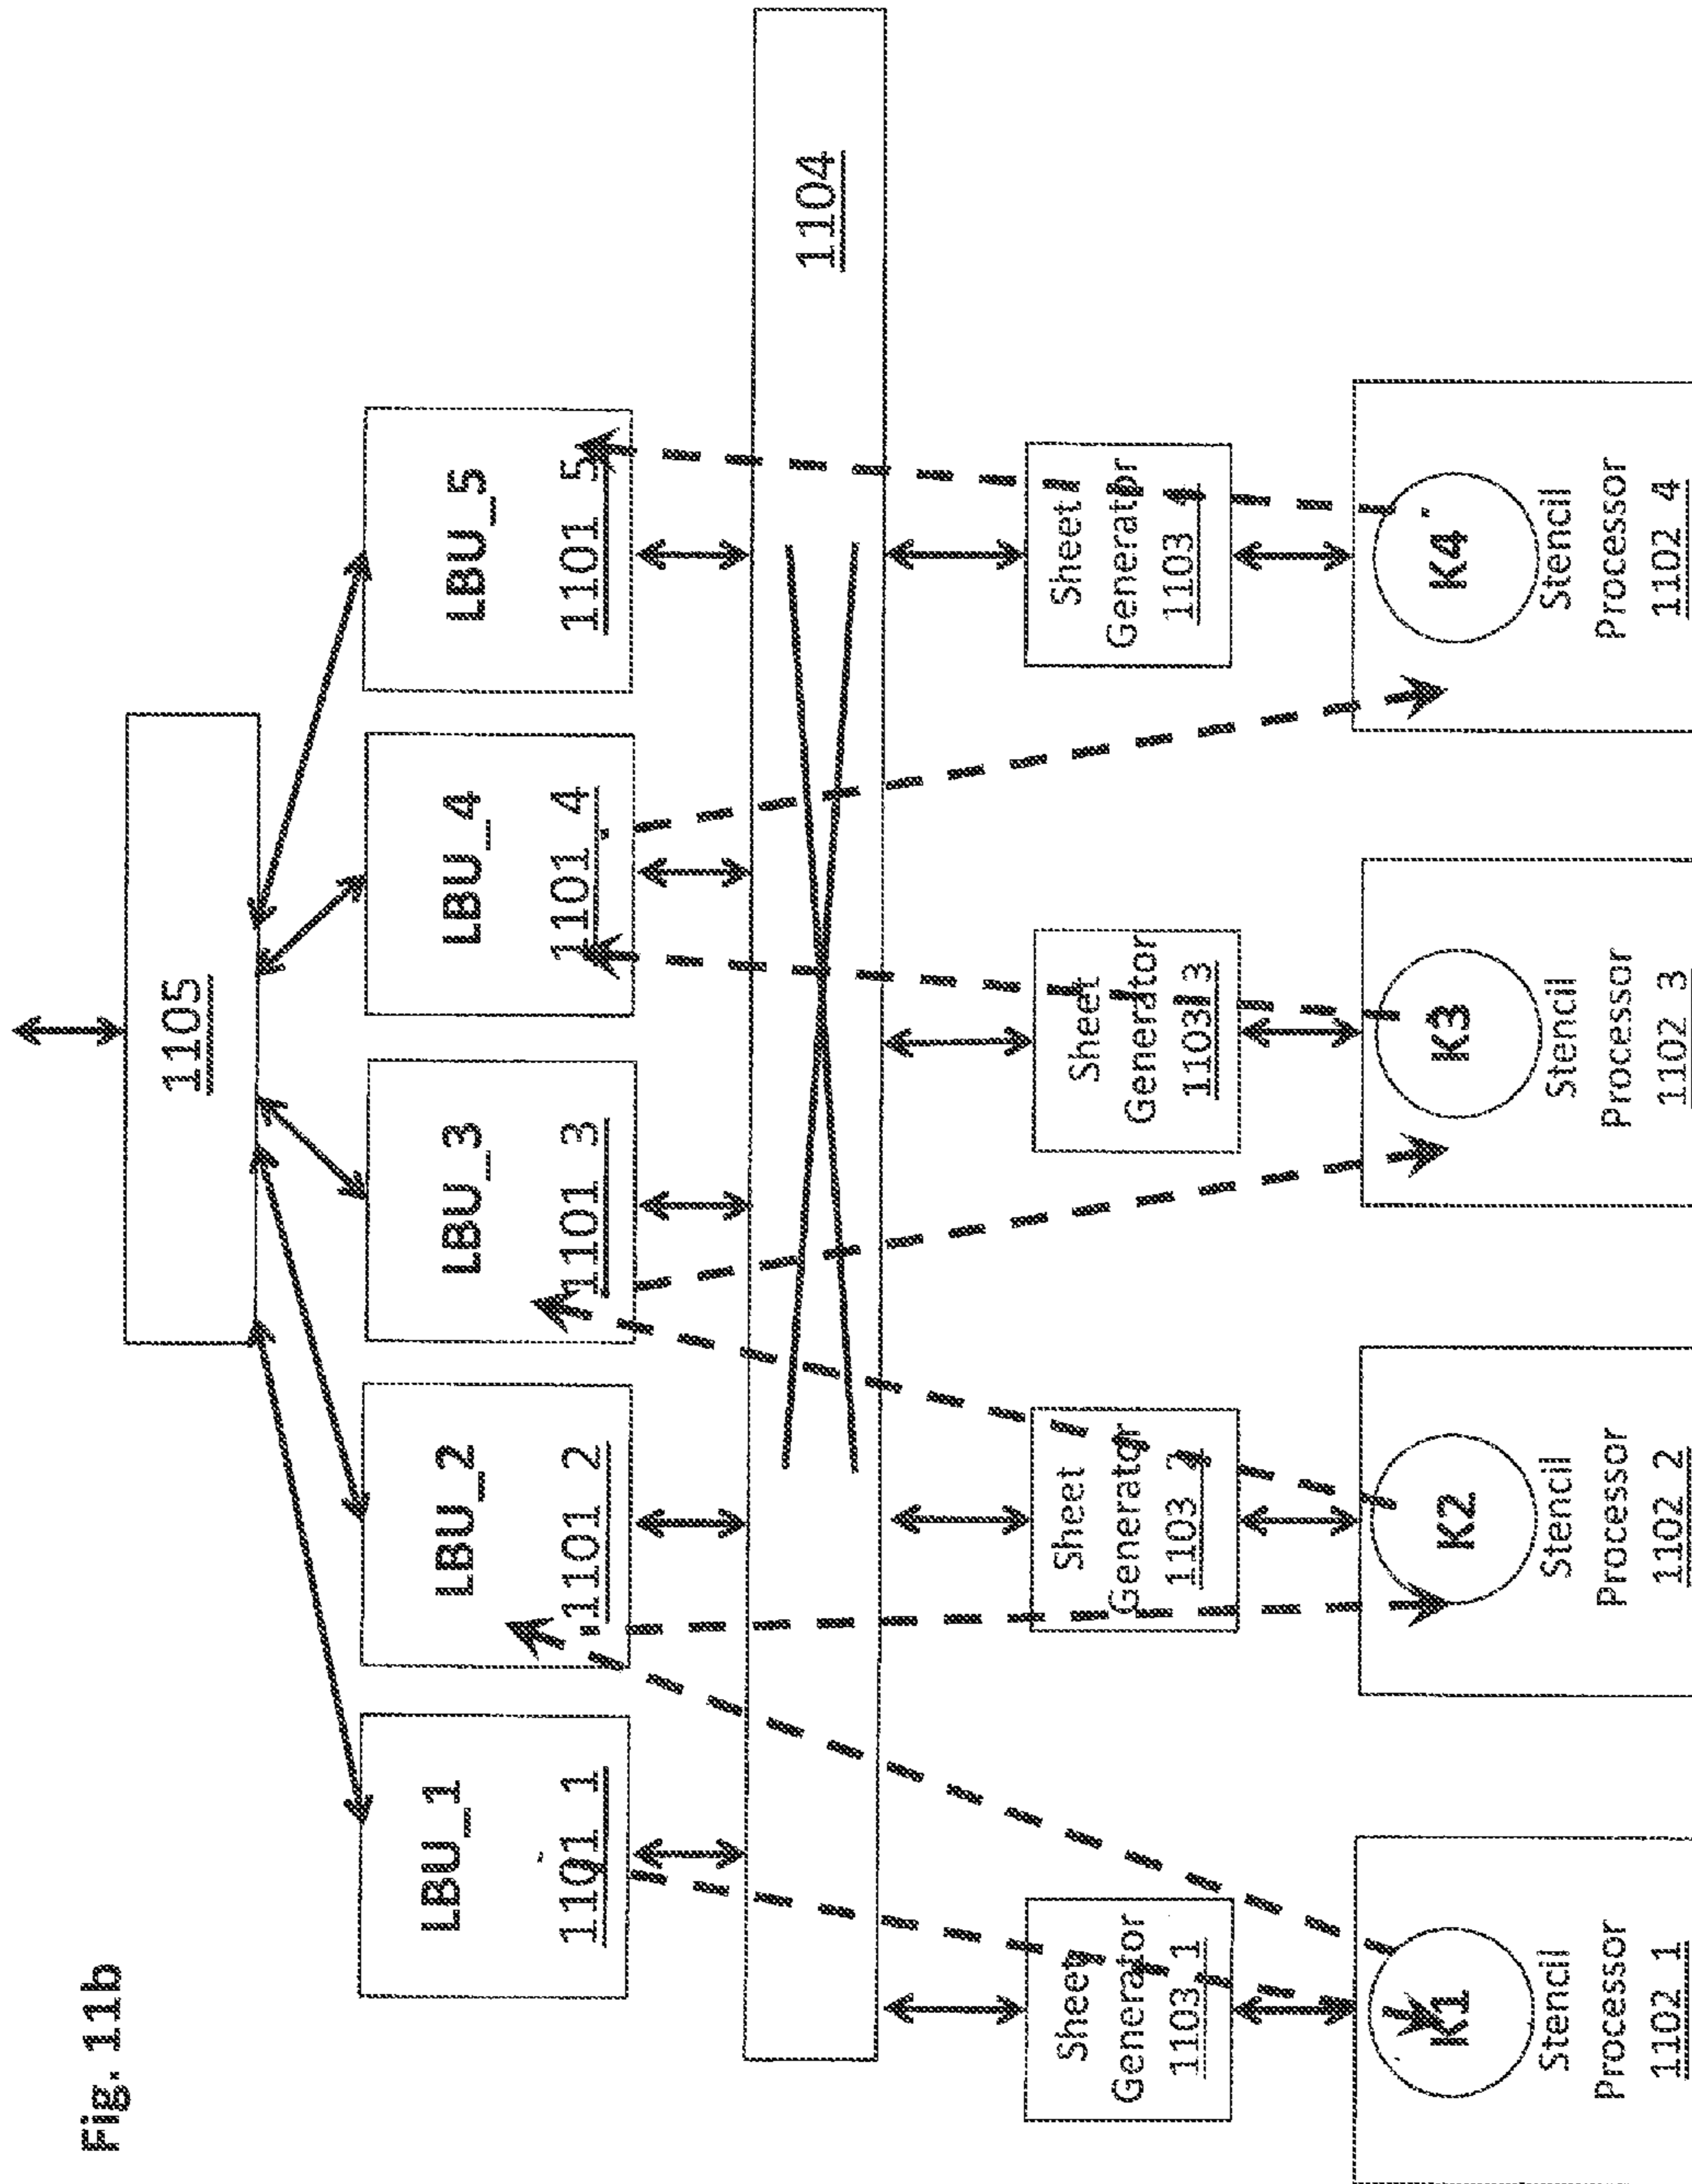 Fig. 11b
1105
LBU_1
1101_1
LBU_2
1101_2
LBU_3
1101_3
LBU_4
1101_4
LBU_5
1101_5
1104
Sheet
Generator
1103_1
Sheet
Generator
1103_2
Sheet
Generator
1103_3
Sheet
Generator
1103_4
K1
Stencil
Processor
1102_1
K2
Stencil
Processor
1102_2
K3
Stencil
Processor
1102_3
K4
Stencil
Processor
1102_4